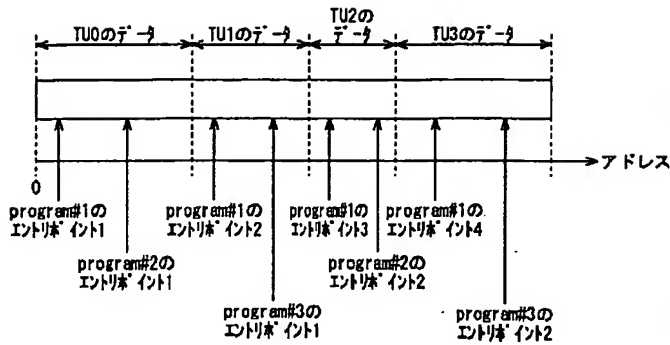 TU0のデータ
TU1のデータ
TU2の
データ
TU3のデータ
アドレス
0
program#1の
エントリポイント1
program#1の
エントリポイント2
program#1の
エントリポイント3
program#1の
エントリポイント4
program#2の
エントリポイント1
program#2の
エントリポイント2
program#3の
エントリポイント1
program#3の
エントリポイント2